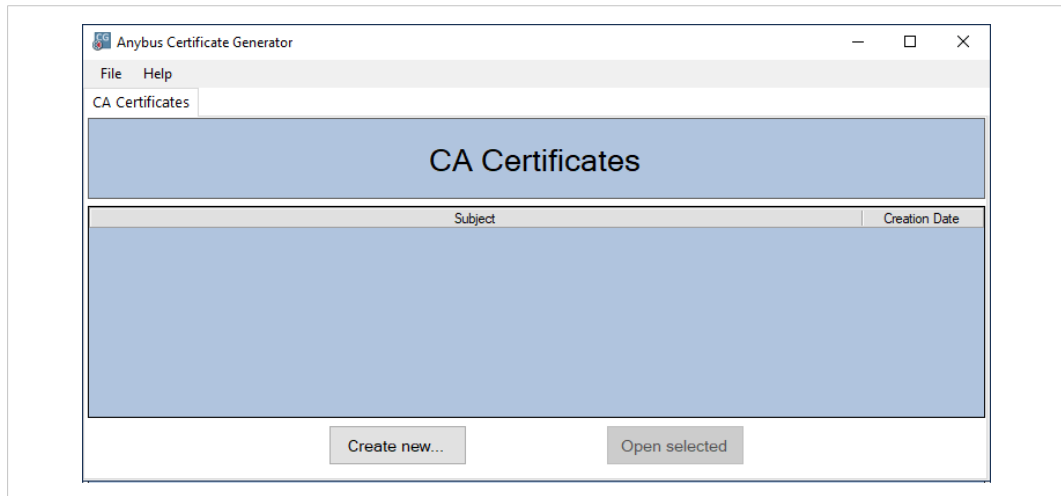 Anybus Certificate Generator
File Help
CA Certificates
CA Certificates
Subject Creation Date
Create new... Open selected